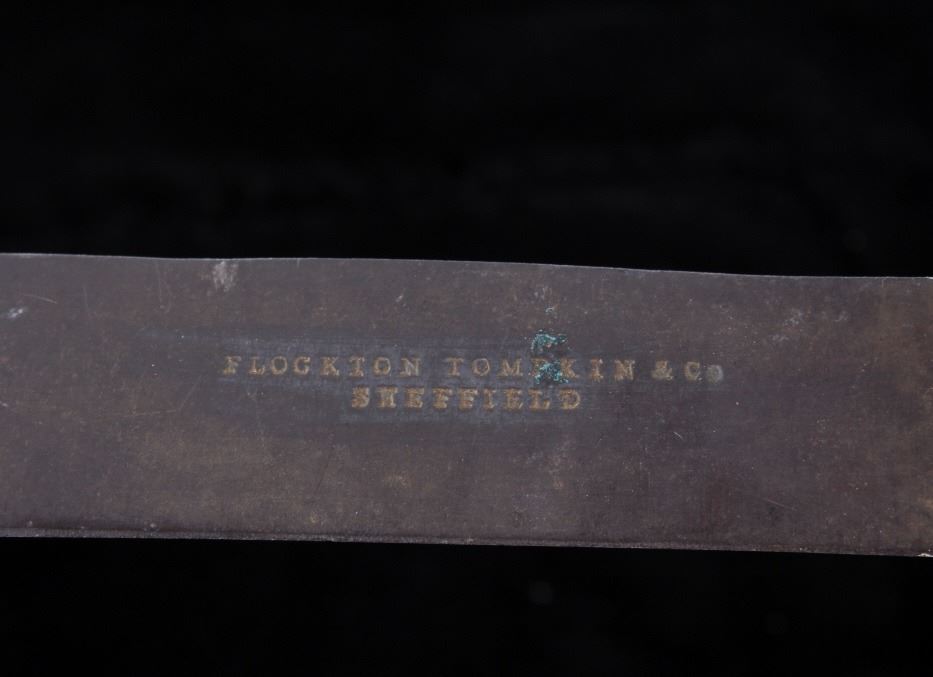 FLOCKTON TOMPKIN & Co
SHEFFIELD